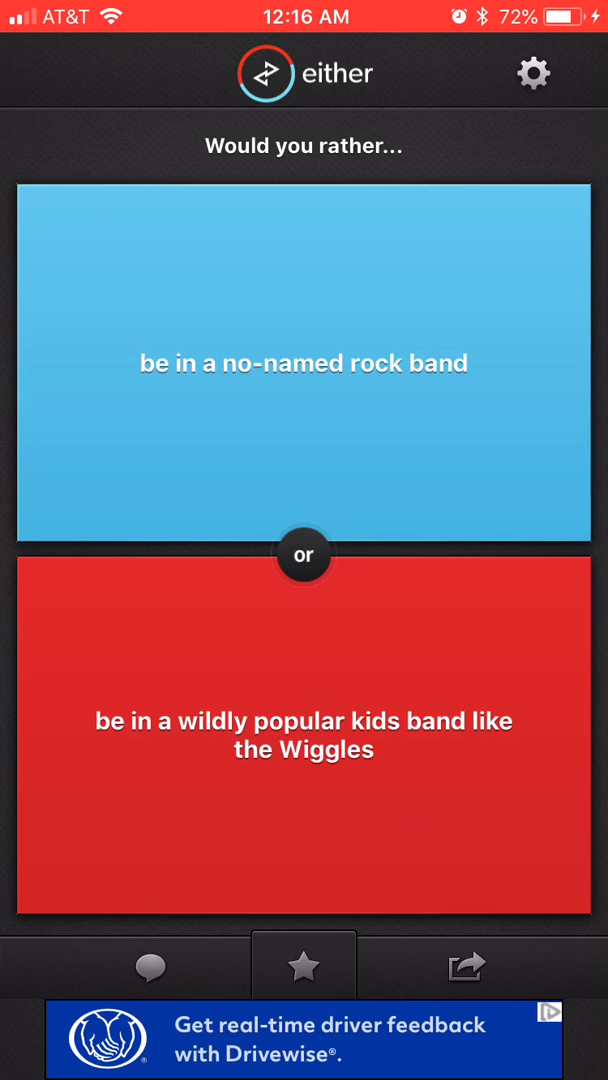 AT&T 12:16 AM 72%
either
Would you rather...
be in a no-named rock band
or
be in a wildly popular kids band like
the Wiggles
Get real-time driver feedback
with Drivewise®.